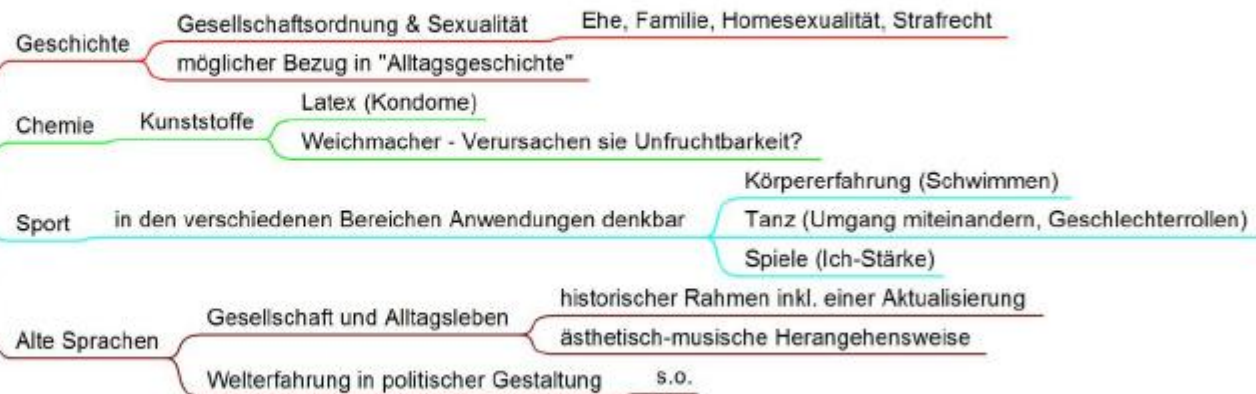 Geschichte
Gesellschaftsordnung & Sexualität
Ehe, Familie, Homesexualität, Strafrecht
möglicher Bezug in "Alltagsgeschichte"
Chemie
Kunststoffe
Latex (Kondome)
Weichmacher - Verursachen sie Unfruchtbarkeit?
Sport
in den verschiedenen Bereichen Anwendungen denkbar
Körpererfahrung (Schwimmen)
Tanz (Umgang miteinandern, Geschlechterrollen)
Spiele (Ich-Stärke)
Alte Sprachen
Gesellschaft und Alltagsleben
historischer Rahmen inkl. einer Aktualisierung
ästhetisch-musische Herangehensweise
Welterfahrung in politischer Gestaltung
s.o.